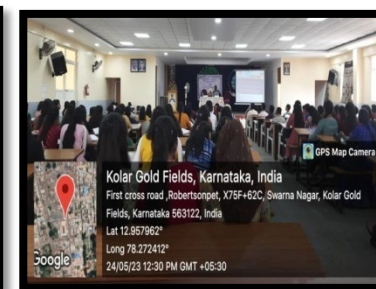 GPS Map Camera
Kolar Gold Fields, Karnataka, India
First cross road ,Robertsonpet, X75F+62C, Swarna Nagar, Kolar Gold
Fields, Karnataka 563122, India
Lat 12.957962°
Long 78.272412°
24/05/23 12:30 PM GMT +05:30
Google